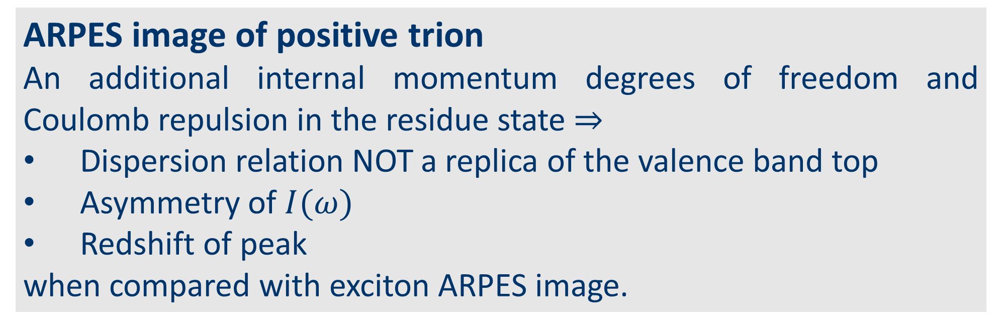 ARPES image of positive trion
An additional internal momentum degrees of freedom and
Coulomb repulsion in the residue state ⇒
• Dispersion relation NOT a replica of the valence band top
• Asymmetry of I(ω)
• Redshift of peak
when compared with exciton ARPES image.